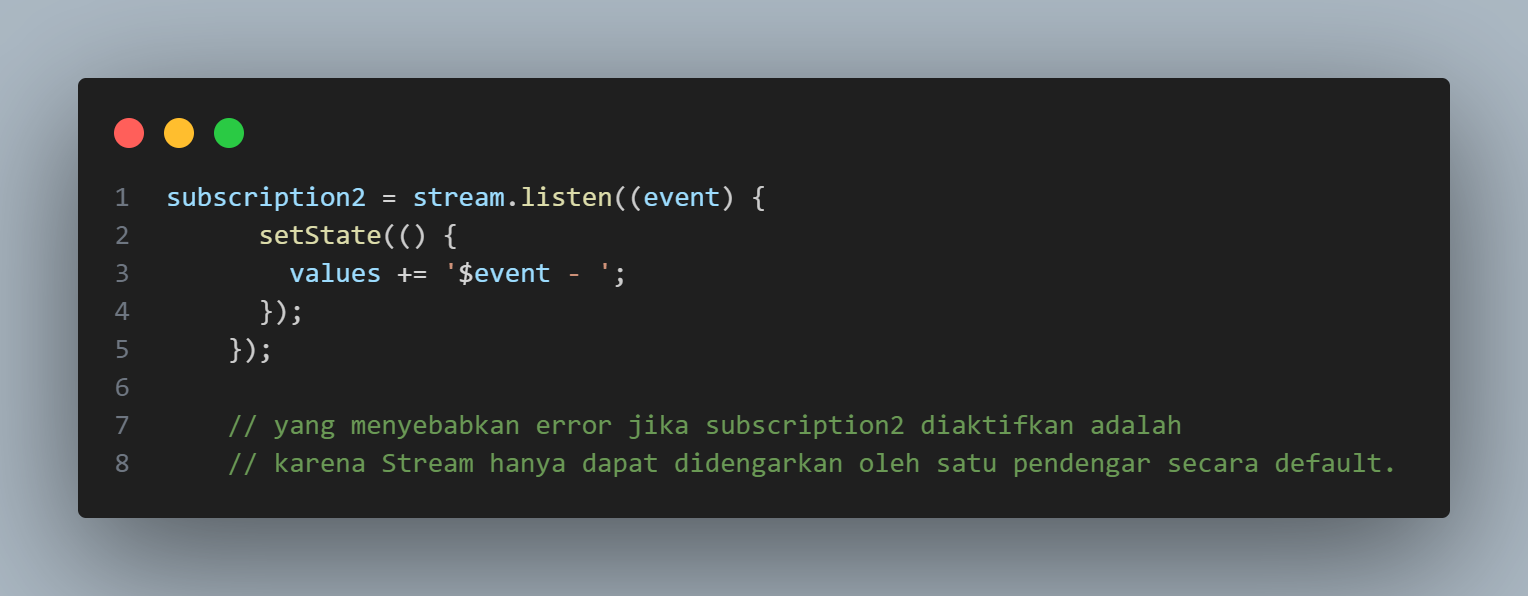 1 subscription2 = stream.listen((event) {
2       setState(() {
3         values += '$event - ';
4       });
5     });
6
7     // yang menyebabkan error jika subscription2 diaktifkan adalah
8     // karena Stream hanya dapat didengarkan oleh satu pendengar secara default.